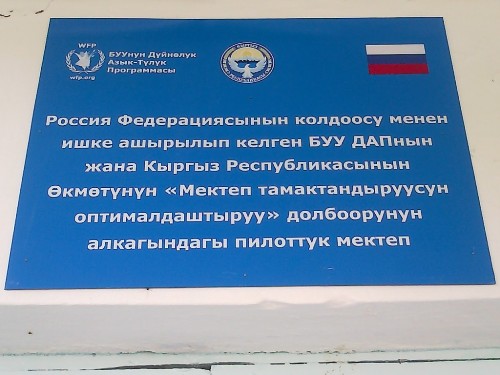 WFP
wfp.org
БУУнун Дүйнөлүк
Азык-Түлүк
Программасы
Россия Федерациясынын колдоосу менен
ишке ашырылып келген БУУ ДАПнын
жана Кыргыз Республикасынын
Өкмөтүнүн «Мектеп тамактандыруусун
оптималдаштыруу» долбоорунун
алкагындагы пилоттук мектеп